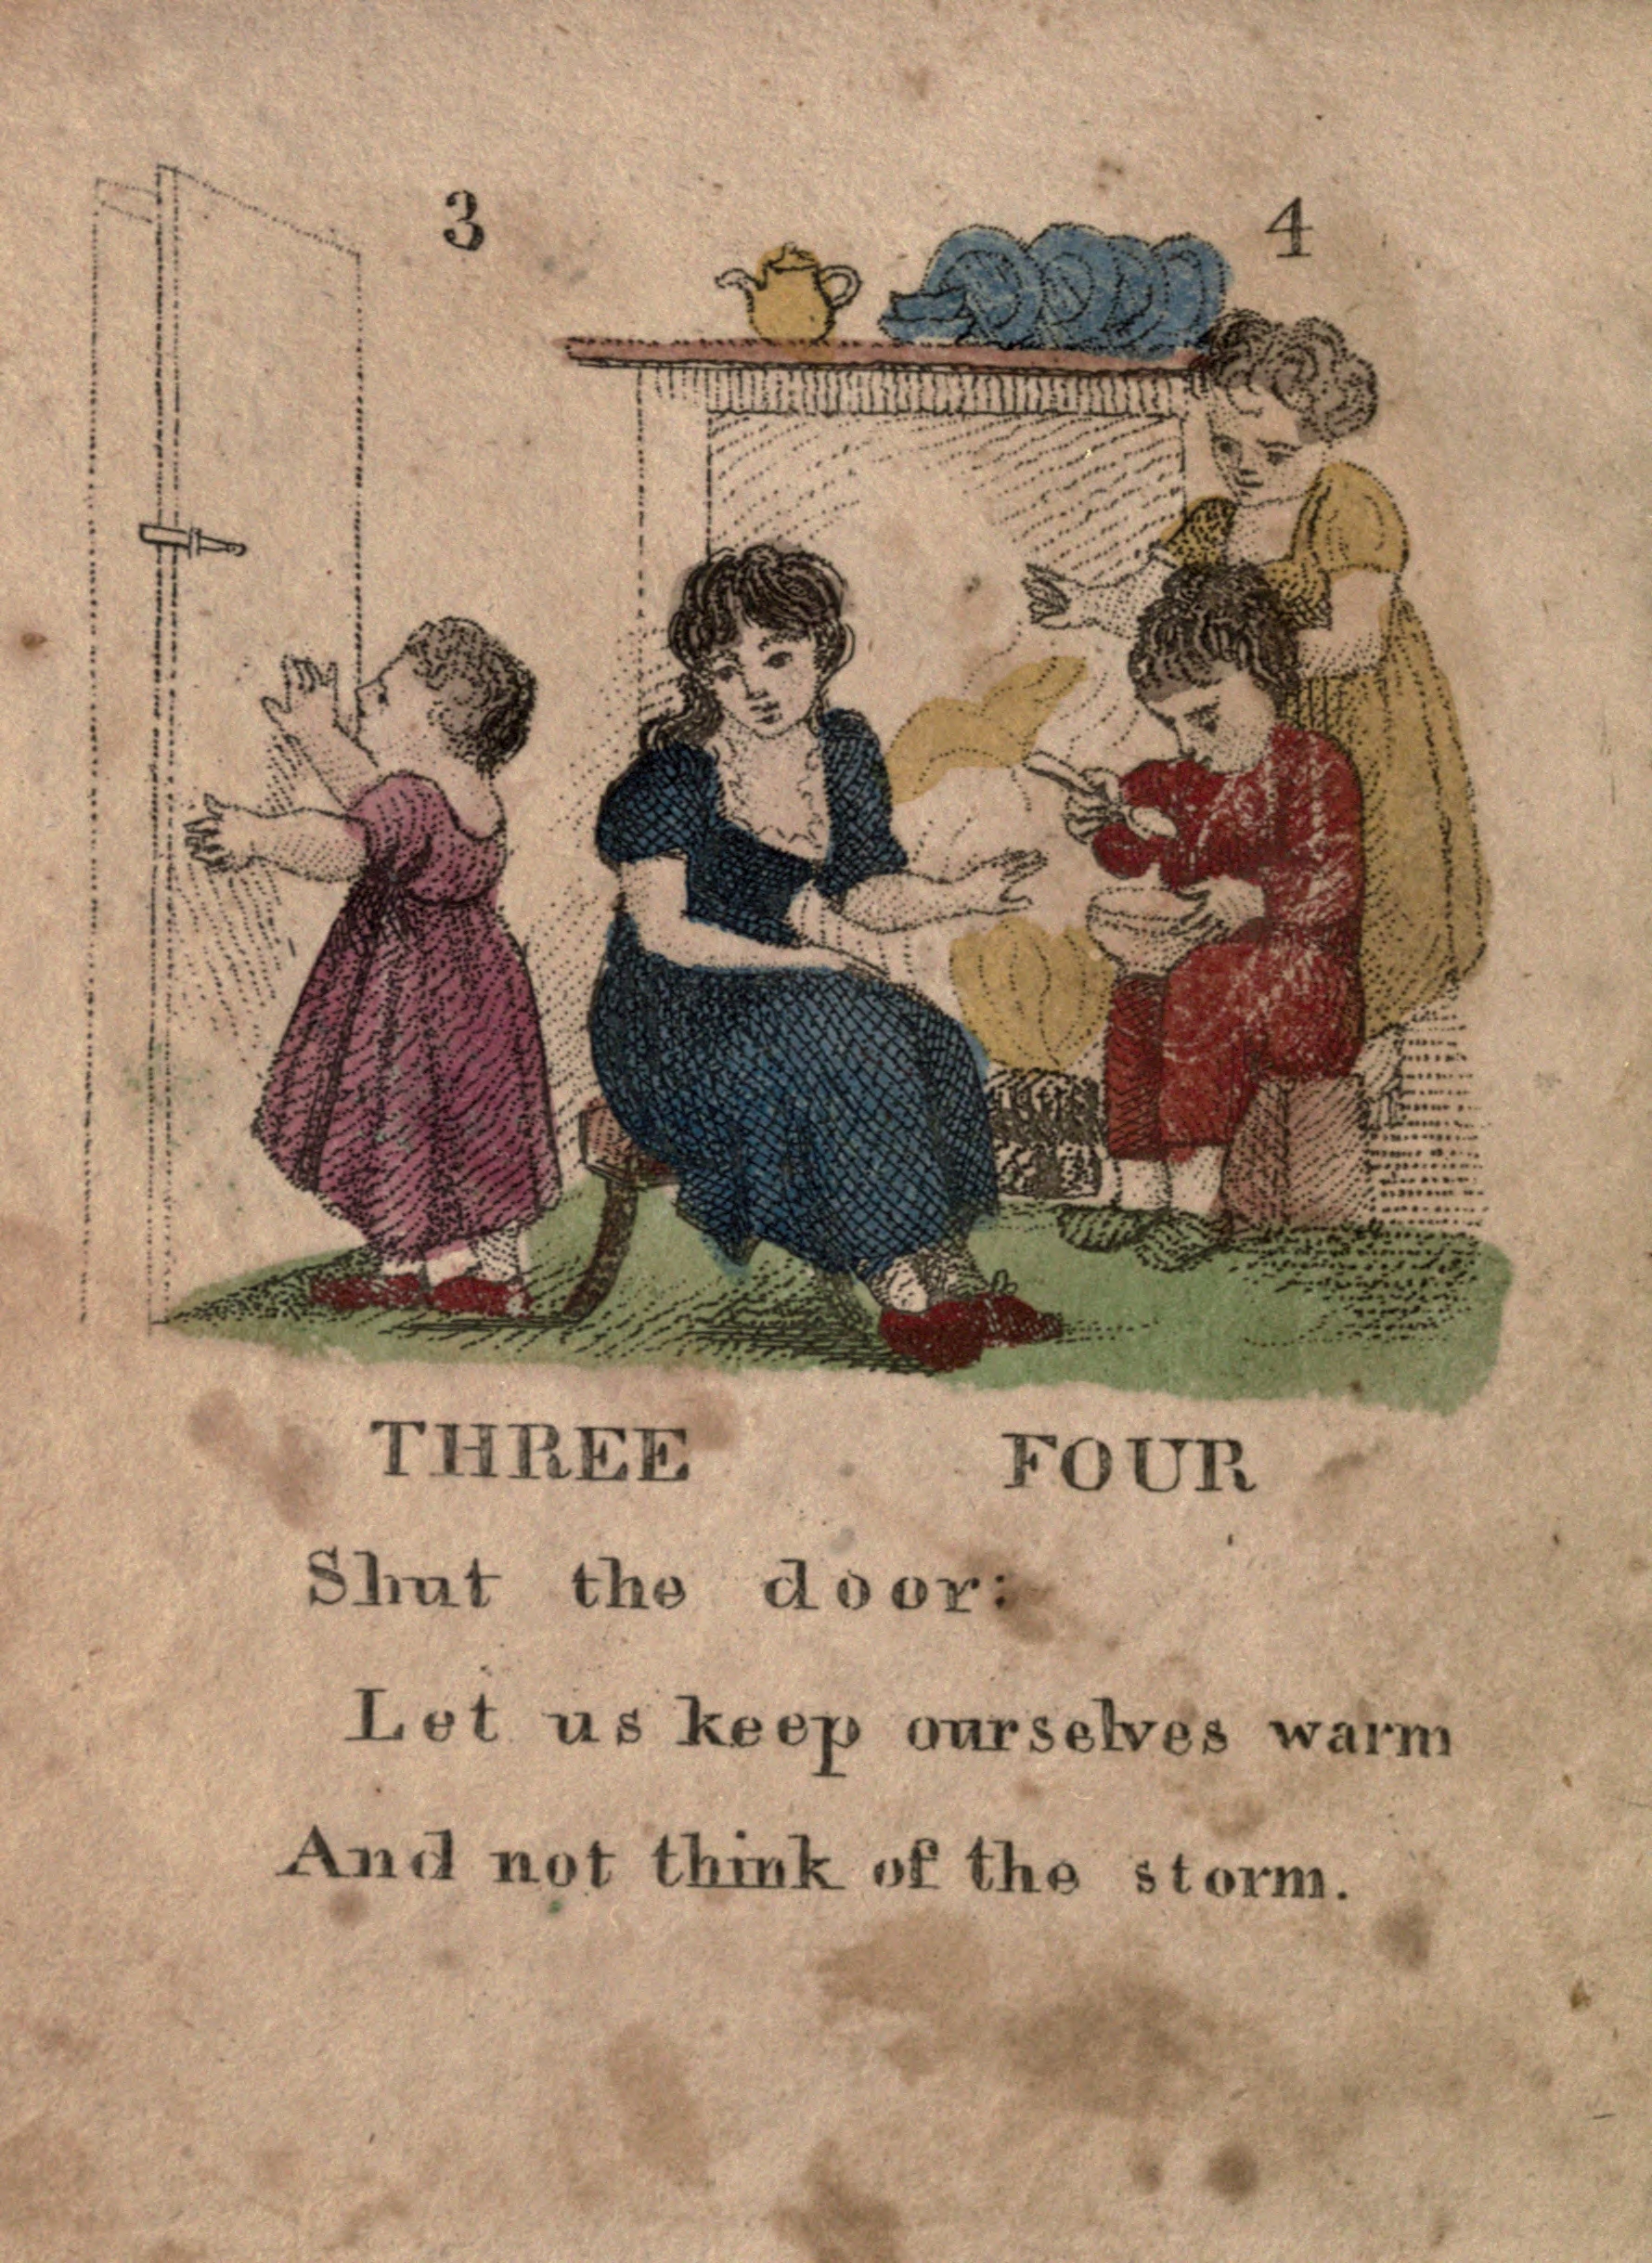 3 4
THREE FOUR
Shut the door:
Let us keep ourselves warm
And not think of the storm.